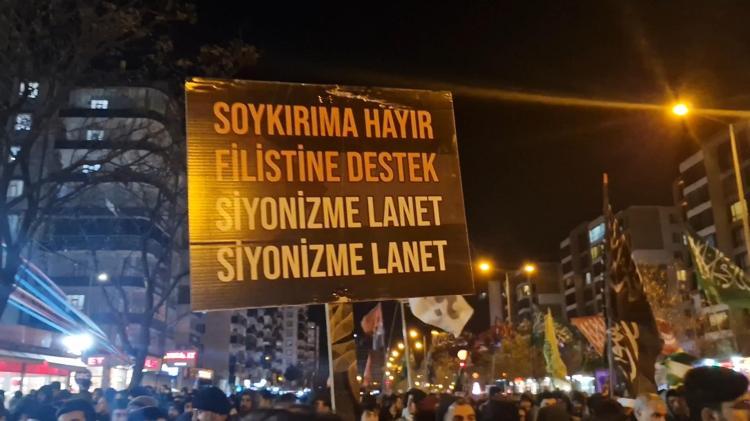 SOYKIRIMA HAYIR
FİLİSTİNE DESTEK
SİYONİZME LANET
SİYONİZME LANET